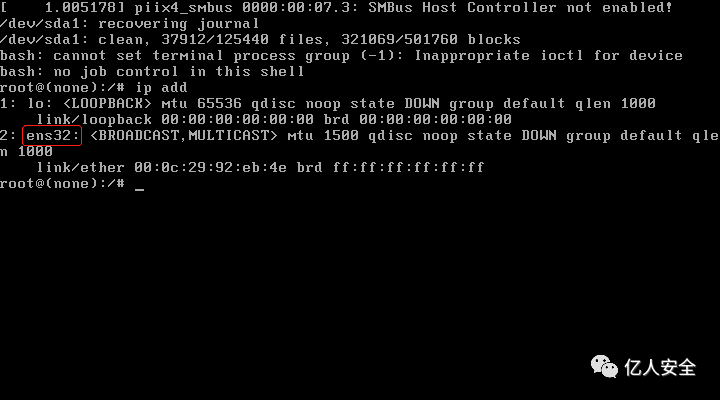 [    1.005178] piix4_smbus 0000:00:07.3: SMBus Host Controller not enabled!
/dev/sda1: recovering journal
/dev/sda1: clean, 37912/125440 files, 321069/501760 blocks
bash: cannot set terminal process group (-1): Inappropriate ioctl for device
bash: no job control in this shell
root@(none):/# ip add
1: lo: <LOOPBACK> mtu 65536 qdisc noop state DOWN group default qlen 1000
    link/loopback 00:00:00:00:00:00 brd 00:00:00:00:00:00
2: ens32: <BROADCAST,MULTICAST> mtu 1500 qdisc noop state DOWN group default qle
n 1000
    link/ether 00:0c:29:92:eb:4e brd ff:ff:ff:ff:ff:ff
root@(none):/# _
亿人安全